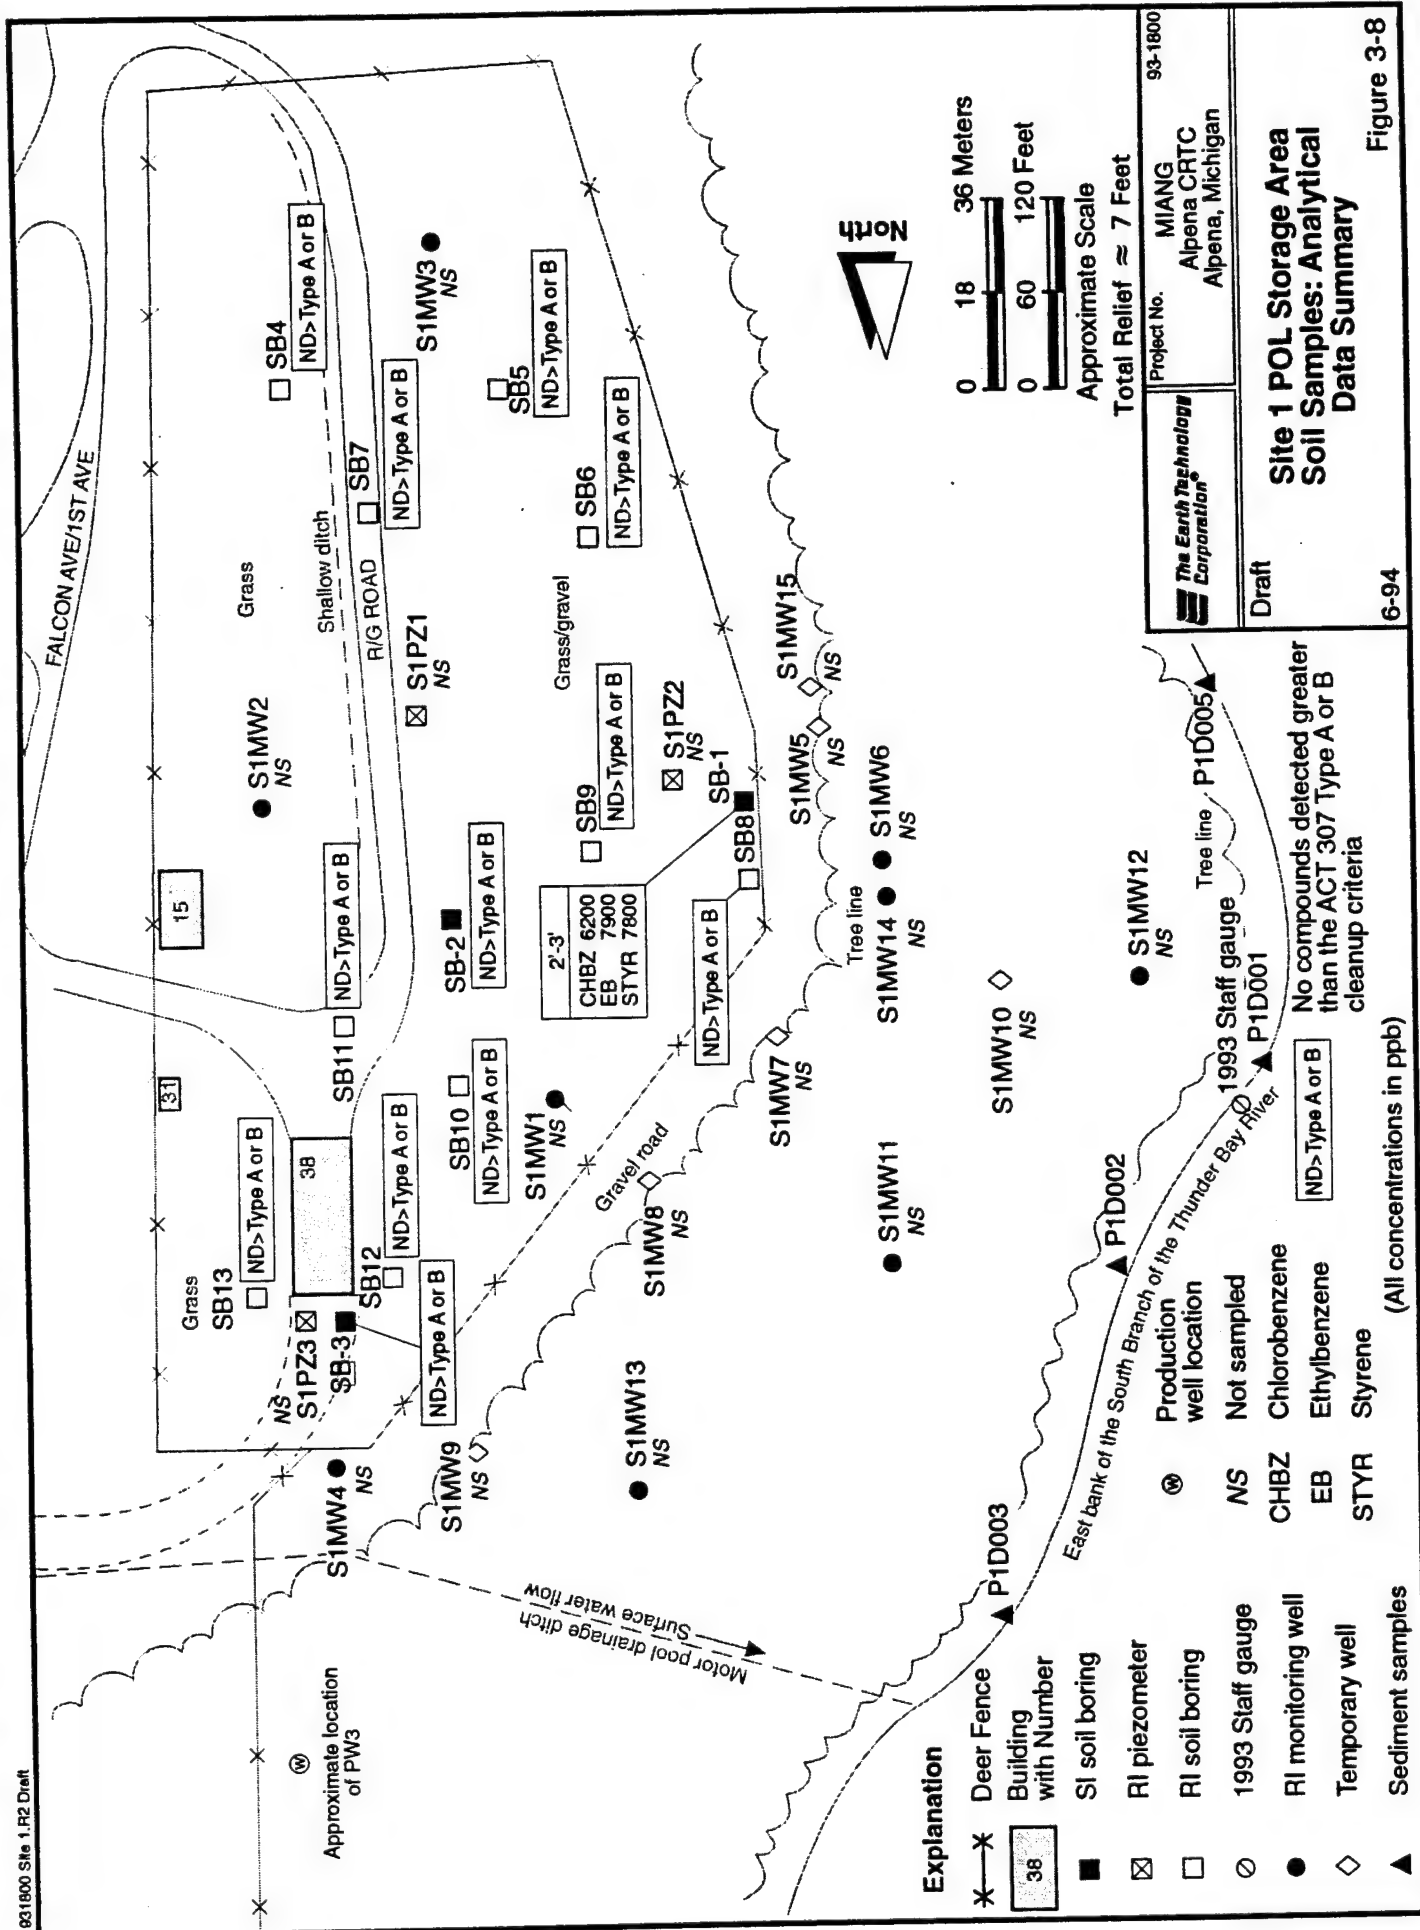 931800 Site 1.R2 Draft
FALCON AVE/1ST AVE
Grass
15
31
38
S1MW2
NS
Shallow ditch
R/G ROAD
SB4
ND>Type A or B
SB7
ND>Type A or B
S1MW3
NS
S1PZ1
NS
SB5
ND>Type A or B
SB6
ND>Type A or B
Grass/gravel
SB9
ND>Type A or B
S1PZ2
NS
SB-1
SB8
ND>Type A or B
2'-3'
CHBZ 6200
EB 7900
STYR 7800
SB-2
ND>Type A or B
SB11
ND>Type A or B
SB10
ND>Type A or B
S1MW1
NS
SB12
ND>Type A or B
Grass
SB13
ND>Type A or B
NS
S1PZ3
SB-3
ND>Type A or B
S1MW4
NS
S1MW9
NS
Gravel road
S1MW8
NS
S1MW7
NS
Tree line
S1MW5
NS
S1MW15
NS
S1MW14
NS
S1MW6
NS
S1MW13
NS
S1MW11
NS
S1MW10
NS
S1MW12
NS
Approximate location
of PW3
Motor pool drainage ditch
Surface water flow
P1D003
P1D002
1993 Staff gauge
P1D001
Tree line
P1D005
East bank of the South Branch of the Thunder Bay River
North
0 18 36 Meters
0 60 120 Feet
Approximate Scale
Total Relief ≈ 7 Feet
Explanation
Deer Fence
38
Building
with Number
SI soil boring
RI piezometer
RI soil boring
1993 Staff gauge
RI monitoring well
Temporary well
Sediment samples
W Production
well location
NS Not sampled
CHBZ Chlorobenzene
EB Ethylbenzene
STYR Styrene
ND>Type A or B
No compounds detected greater
than the ACT 307 Type A or B
cleanup criteria
(All concentrations in ppb)
The Earth Technology
Corporation®
Project No.
93-1800
MIANG
Alpena CRTC
Alpena, Michigan
Draft
Site 1 POL Storage Area
Soil Samples: Analytical
Data Summary
6-94
Figure 3-8